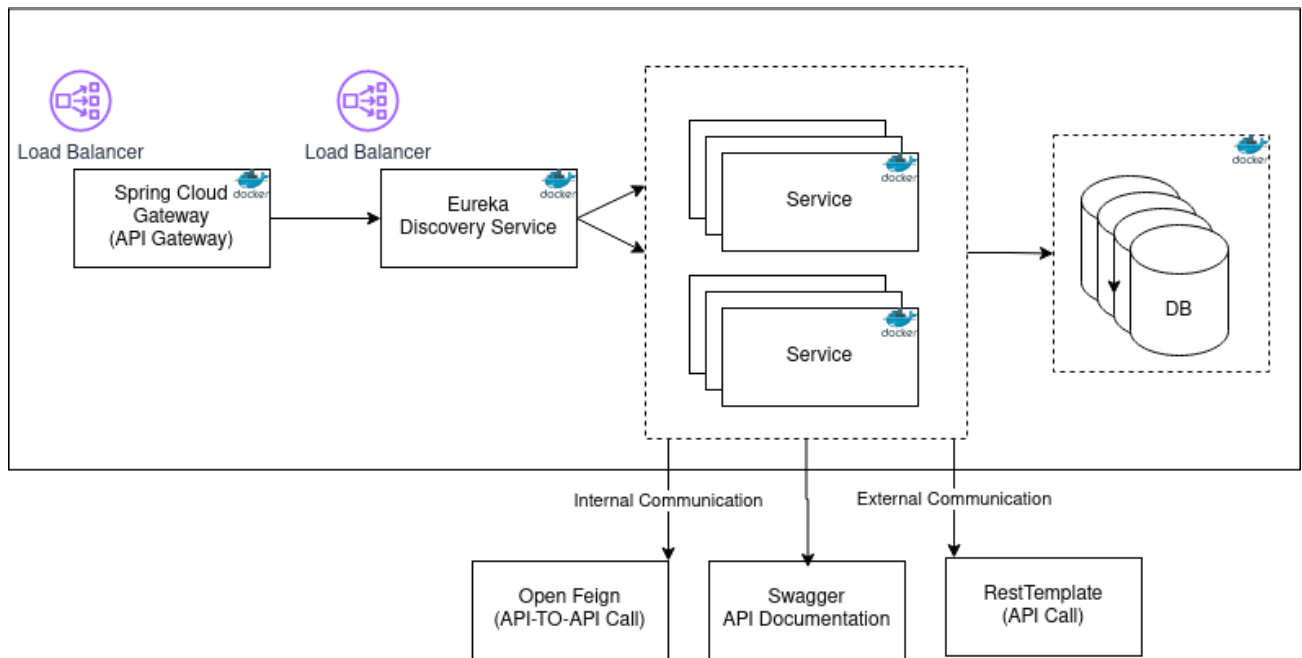 Load Balancer
Load Balancer
Spring Cloud
Gateway
(API Gateway)
docker
Eureka
Discovery Service
docker
Service
docker
Service
docker
docker
DB
Internal Communication
External Communication
Open Feign
(API-TO-API Call)
Swagger
API Documentation
RestTemplate
(API Call)